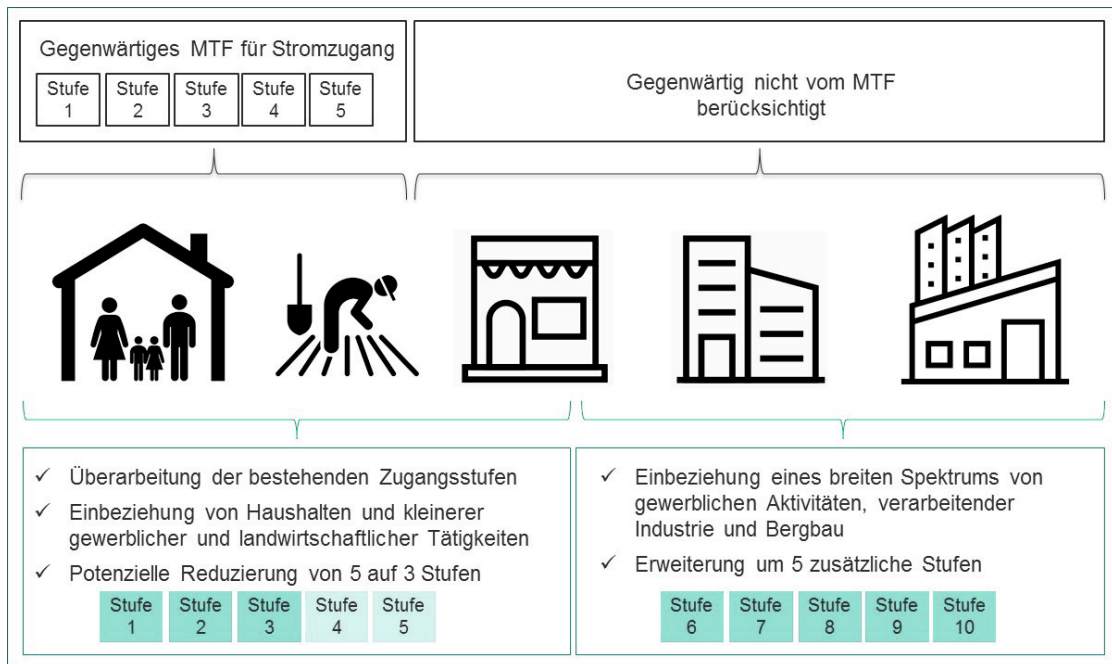 Gegenwärtiges MTF für Stromzugang
Stufe 1
Stufe 2
Stufe 3
Stufe 4
Stufe 5
Gegenwärtig nicht vom MTF
berücksichtigt
✓ Überarbeitung der bestehenden Zugangsstufen
✓ Einbeziehung von Haushalten und kleinerer
gewerblicher und landwirtschaftlicher Tätigkeiten
✓ Potenzielle Reduzierung von 5 auf 3 Stufen
Stufe 1
Stufe 2
Stufe 3
Stufe 4
Stufe 5
✓ Einbeziehung eines breiten Spektrums von
gewerblichen Aktivitäten, verarbeitender
Industrie und Bergbau
✓ Erweiterung um 5 zusätzliche Stufen
Stufe 6
Stufe 7
Stufe 8
Stufe 9
Stufe 10